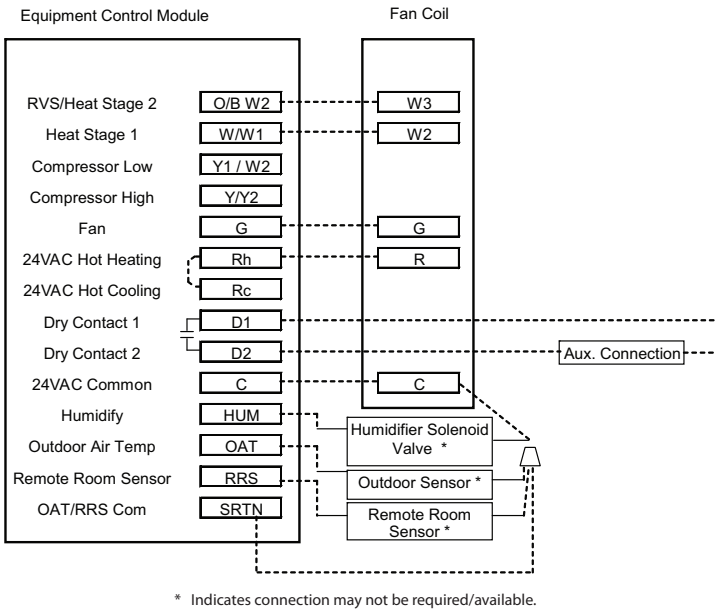 Equipment Control Module
Fan Coil
RVS/Heat Stage 2 O/B W2 W3
Heat Stage 1 W/W1 W2
Compressor Low Y1 / W2
Compressor High Y/Y2
Fan G G
24VAC Hot Heating Rh R
24VAC Hot Cooling Rc
Dry Contact 1 D1
Dry Contact 2 D2 Aux. Connection
24VAC Common C C
Humidify HUM
Humidifier Solenoid
Valve *
Outdoor Air Temp OAT
Outdoor Sensor *
Remote Room Sensor RRS
Remote Room
Sensor *
OAT/RRS Com SRTN
* Indicates connection may not be required/available.